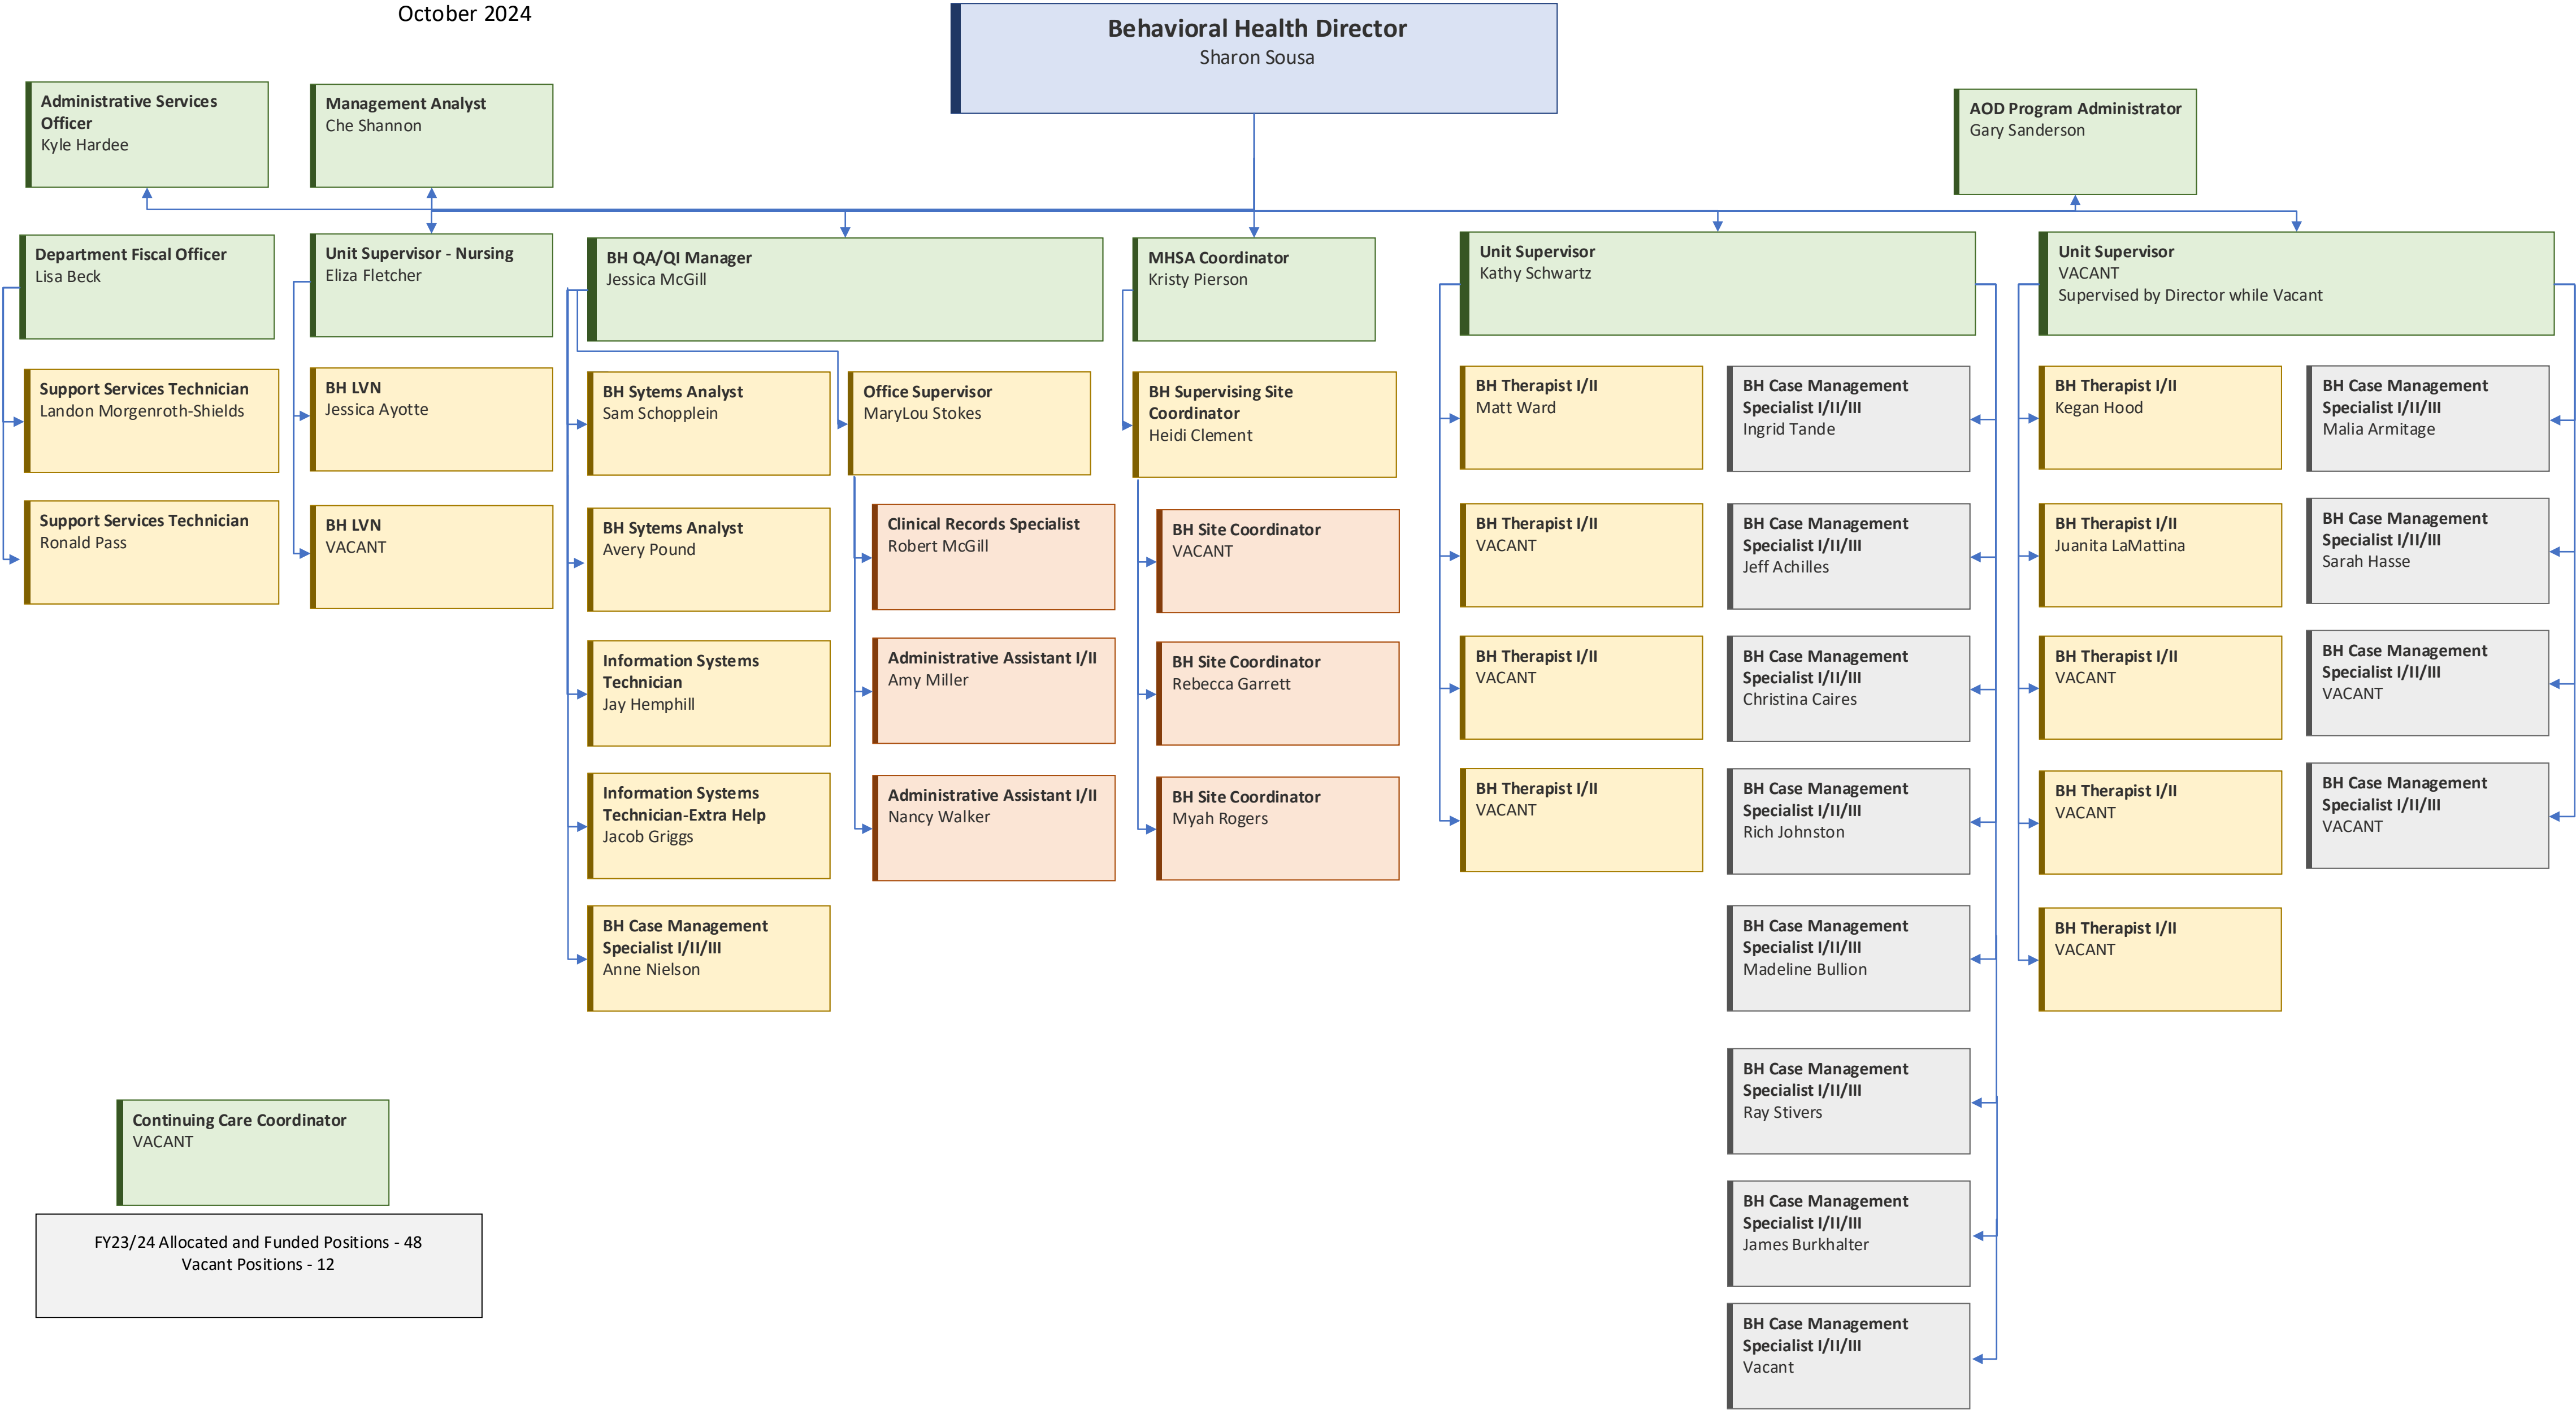 October 2024
Behavioral Health Director
Sharon Sousa
Administrative Services
Officer
Kyle Hardee
Management Analyst
Che Shannon
AOD Program Administrator
Gary Sanderson
Department Fiscal Officer
Lisa Beck
Unit Supervisor - Nursing
Eliza Fletcher
BH QA/QI Manager
Jessica McGill
MHSA Coordinator
Kristy Pierson
Unit Supervisor
Kathy Schwartz
Unit Supervisor
VACANT
Supervised by Director while Vacant
Support Services Technician
Landon Morgenroth-Shields
Support Services Technician
Ronald Pass
BH LVN
Jessica Ayotte
BH LVN
VACANT
BH Sytems Analyst
Sam Schopplein
BH Sytems Analyst
Avery Pound
Information Systems
Technician
Jay Hemphill
Information Systems
Technician-Extra Help
Jacob Griggs
BH Case Management
Specialist I/II/III
Anne Nielson
Office Supervisor
MaryLou Stokes
Clinical Records Specialist
Robert McGill
Administrative Assistant I/II
Amy Miller
Administrative Assistant I/II
Nancy Walker
BH Supervising Site
Coordinator
Heidi Clement
BH Site Coordinator
VACANT
BH Site Coordinator
Rebecca Garrett
BH Site Coordinator
Myah Rogers
BH Therapist I/II
Matt Ward
BH Therapist I/II
VACANT
BH Therapist I/II
VACANT
BH Therapist I/II
VACANT
BH Case Management
Specialist I/II/III
Ingrid Tande
BH Case Management
Specialist I/II/III
Jeff Achilles
BH Case Management
Specialist I/II/III
Christina Caires
BH Case Management
Specialist I/II/III
Rich Johnston
BH Case Management
Specialist I/II/III
Madeline Bullion
BH Case Management
Specialist I/II/III
Ray Stivers
BH Case Management
Specialist I/II/III
James Burkhalter
BH Case Management
Specialist I/II/III
Vacant
BH Therapist I/II
Kegan Hood
BH Therapist I/II
Juanita LaMattina
BH Therapist I/II
VACANT
BH Therapist I/II
VACANT
BH Therapist I/II
VACANT
BH Case Management
Specialist I/II/III
Malia Armitage
BH Case Management
Specialist I/II/III
Sarah Hasse
BH Case Management
Specialist I/II/III
VACANT
BH Case Management
Specialist I/II/III
VACANT
Continuing Care Coordinator
VACANT
FY23/24 Allocated and Funded Positions - 48
Vacant Positions - 12